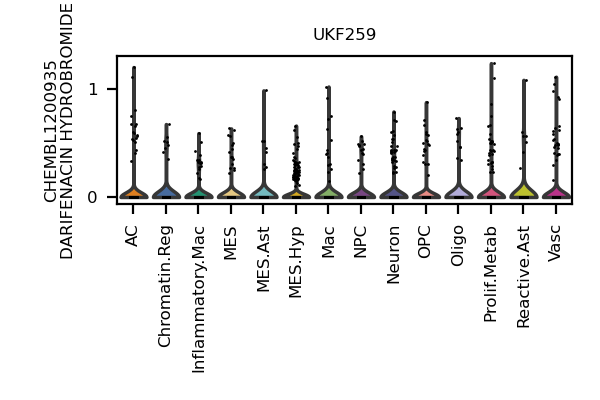 UKF259
CHEMBL1200935
DARIFENACIN HYDROBROMIDE
1
0
AC
Chromatin.Reg
Inflammatory.Mac
MES
MES.Ast
MES.Hyp
Mac
NPC
Neuron
OPC
Oligo
Prolif.Metab
Reactive.Ast
Vasc